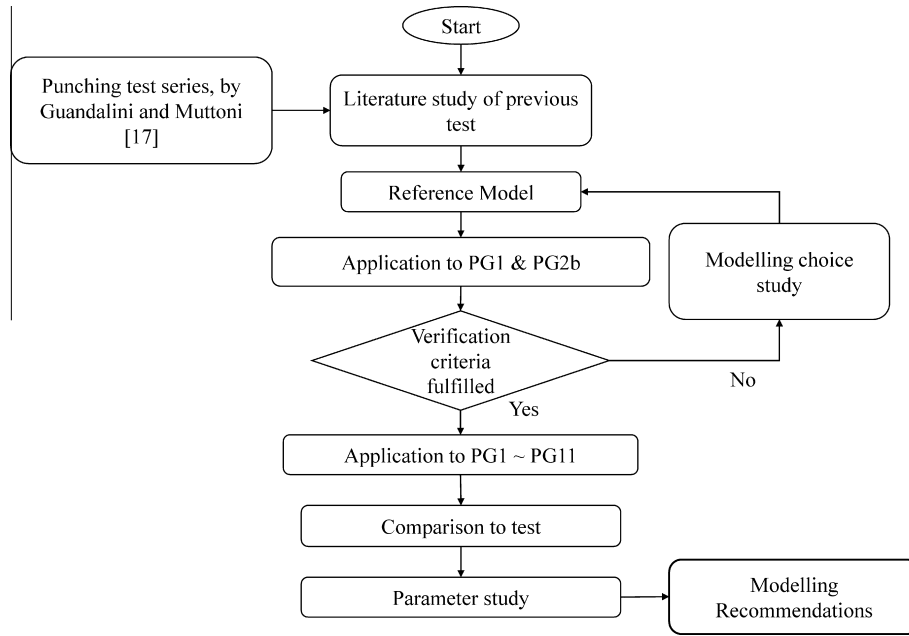 Start
Punching test series, by
Guandalini and Muttoni
[17]
Literature study of previous
test
Reference Model
Application to PG1 & PG2b
Modelling choice
study
Verification
criteria
fulfilled
No
Yes
Application to PG1 ~ PG11
Comparison to test
Parameter study
Modelling
Recommendations